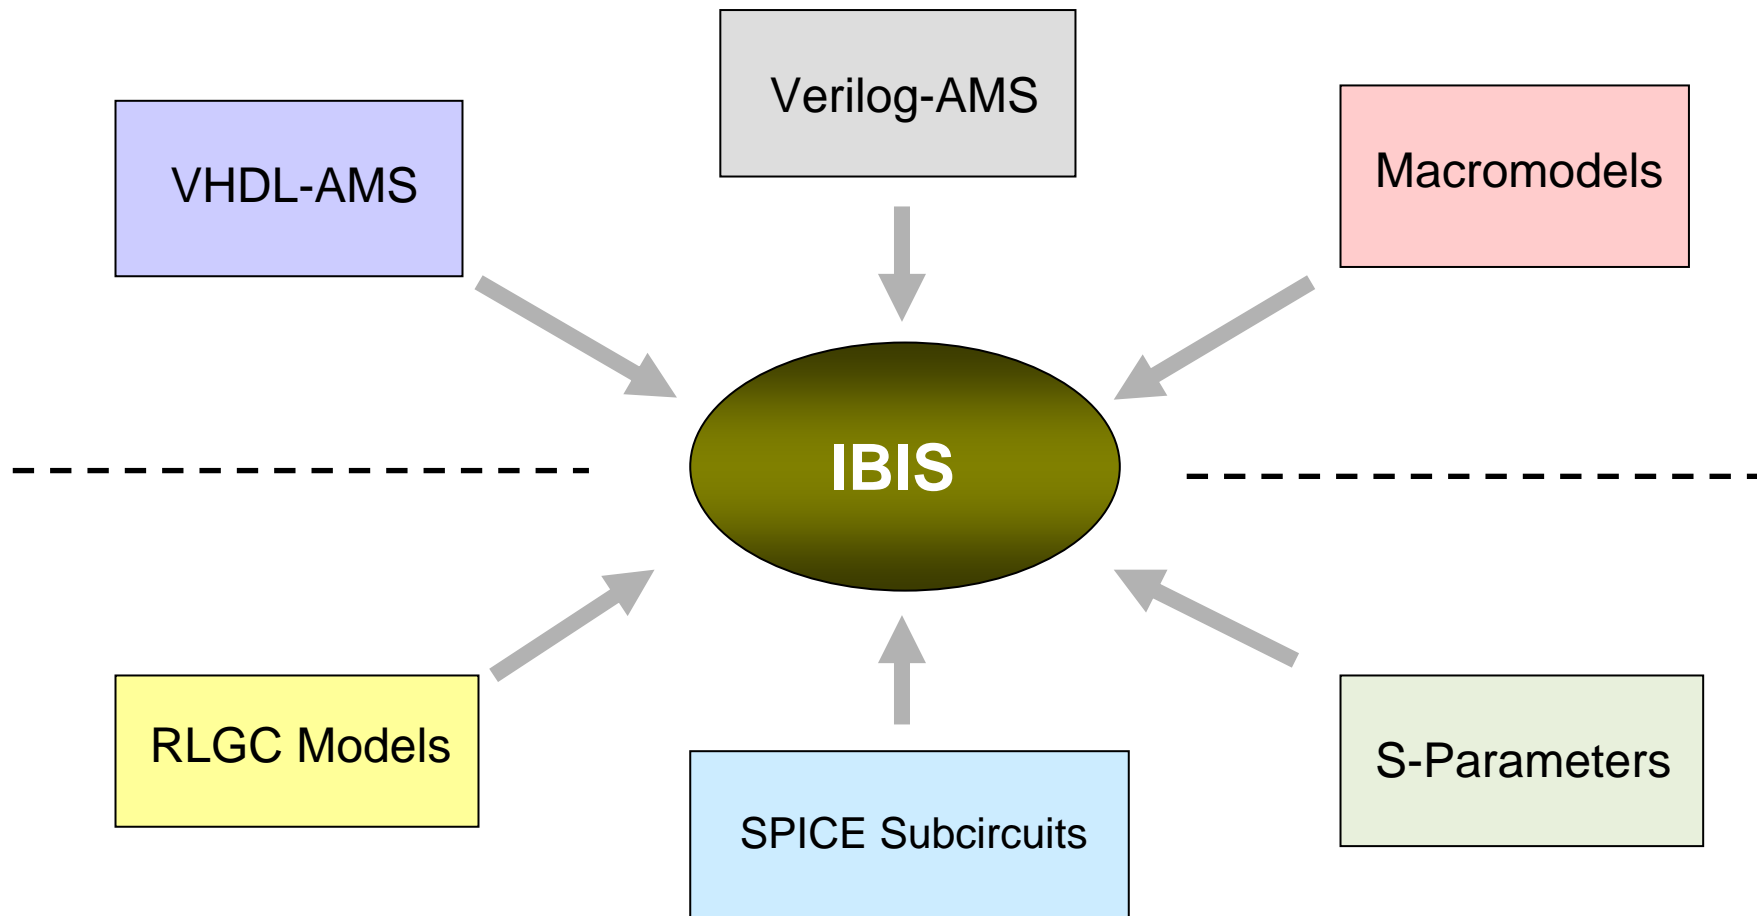 Verilog-AMS
VHDL-AMS
Macromodels
IBIS
RLGC Models
S-Parameters
SPICE Subcircuits